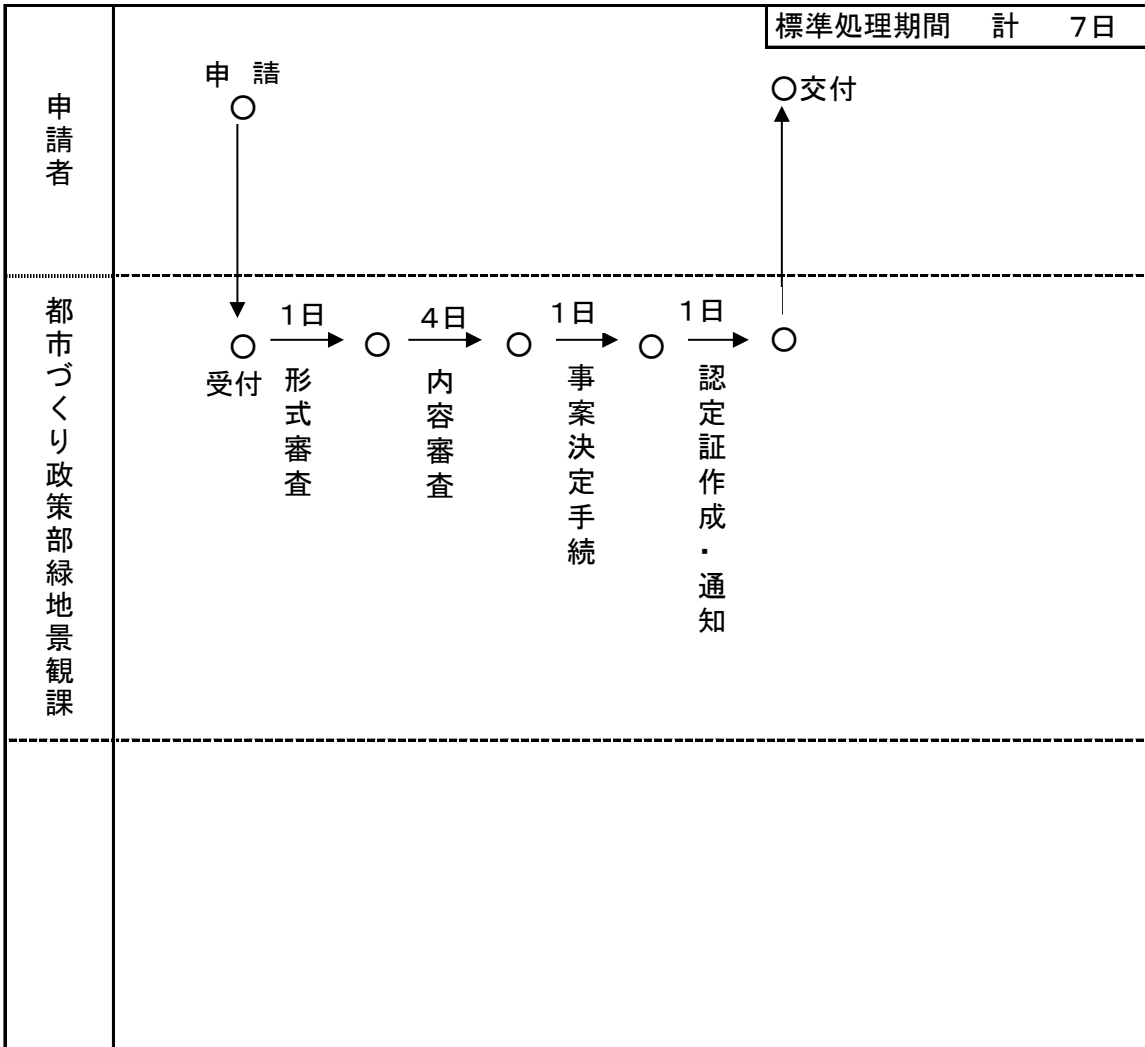 標準処理期間　計　7日
申請者
申 請
交付
都市づくり政策部緑地景観課
受付
1日
形式審査
4日
内容審査
1日
事案決定手続
1日
認定証作成・通知